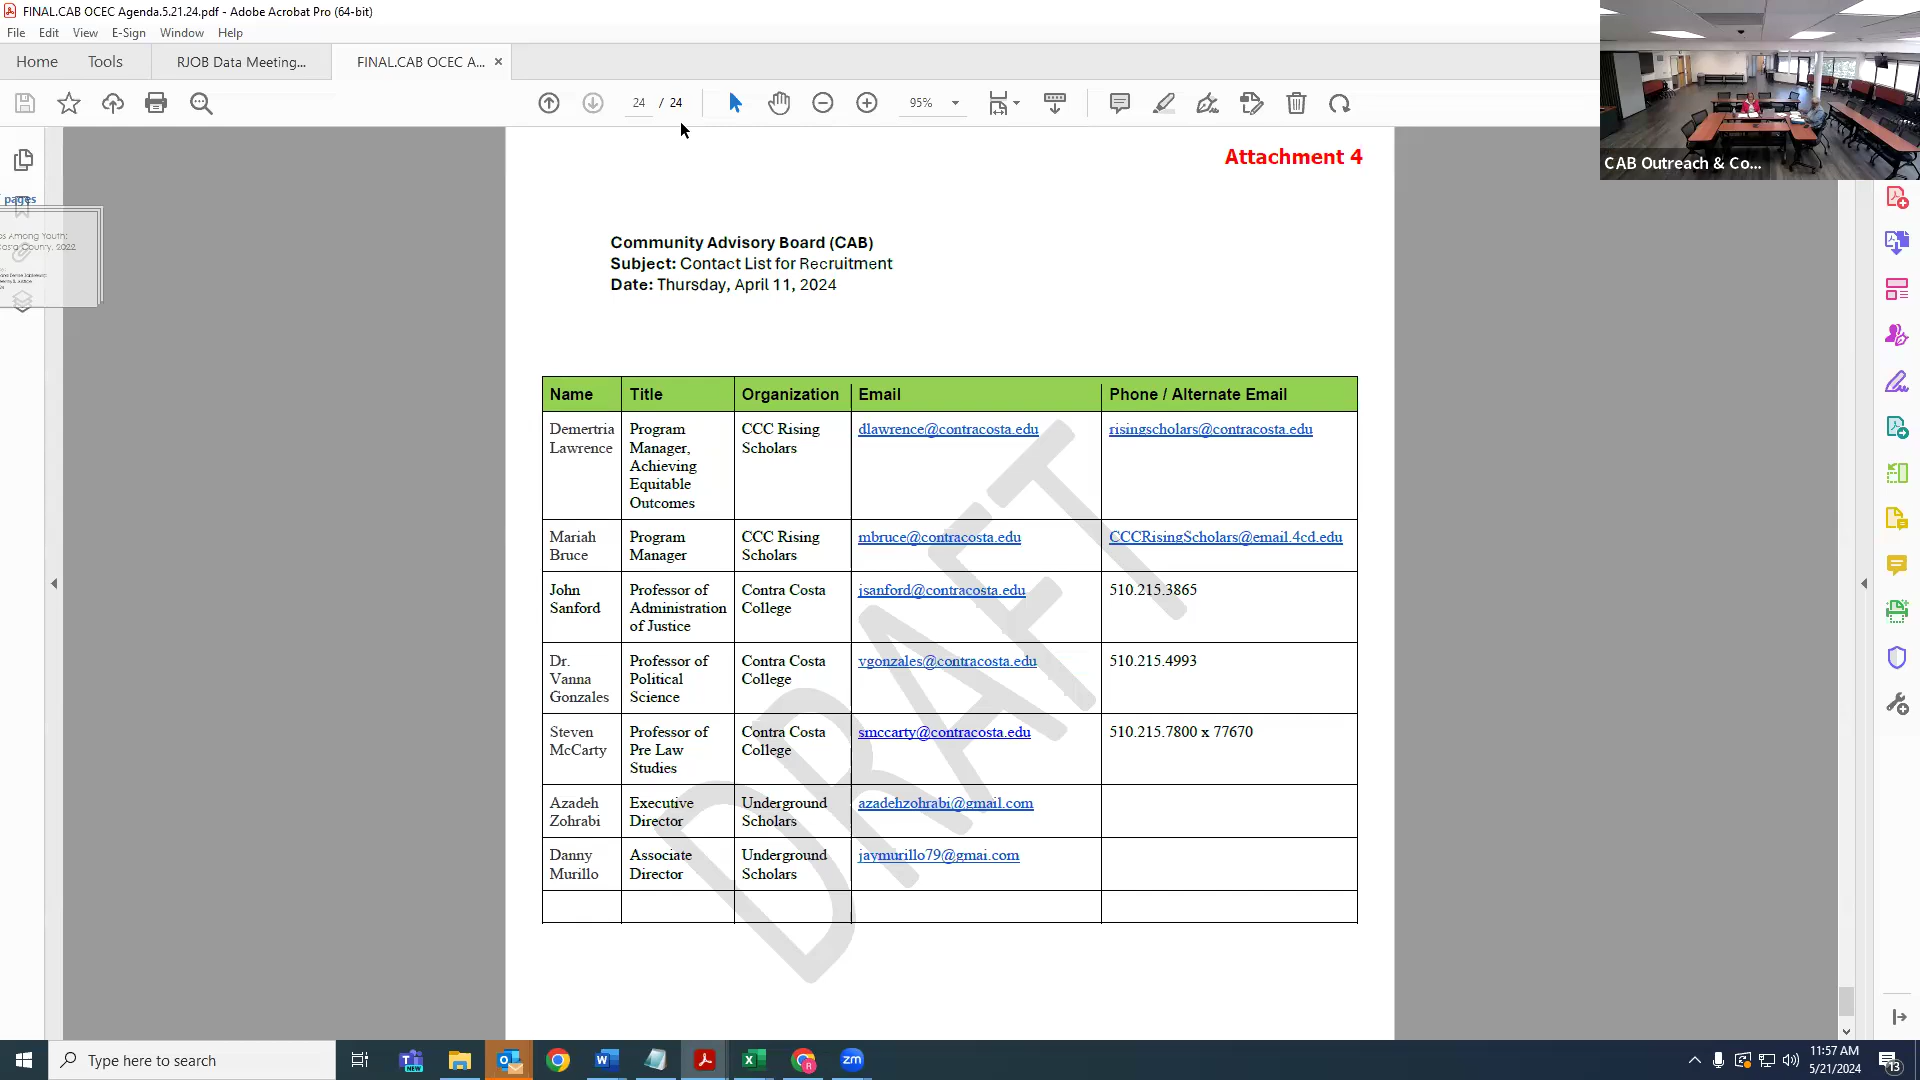 FINAL.CAB OCEC Agenda.5.21.24.pdf - Adobe Acrobat Pro (64-bit)
File Edit View E-Sign Window Help
Home Tools RJOB Data Meeting... FINAL.CAB OCEC A... ×
24 / 24 95%
CAB Outreach & Co...
pages
Attachment 4
Community Advisory Board (CAB)
Subject: Contact List for Recruitment
Date: Thursday, April 11, 2024
Name Title Organization Email Phone / Alternate Email
Demertria Program CCC Rising dlawrence@contracosta.edu risingscholars@contracosta.edu
Lawrence Manager, Scholars
Achieving
Equitable
Outcomes
Mariah Program CCC Rising mbruce@contracosta.edu CCCRisingScholars@email.4cd.edu
Bruce Manager Scholars
John Professor of Contra Costa jsanford@contracosta.edu 510.215.3865
Sanford Administration College
of Justice
Dr. Professor of Contra Costa vgonzales@contracosta.edu 510.215.4993
Vanna Political College
Gonzales Science
Steven Professor of Contra Costa smccarty@contracosta.edu 510.215.7800 x 77670
McCarty Pre Law College
Studies
Azadeh Executive Underground azadehzohrabi@gmail.com
Zohrabi Director Scholars
Danny Associate Underground jaymurillo79@gmai.com
Murillo Director Scholars
DRAFT
Type here to search
11:57 AM
5/21/2024
13